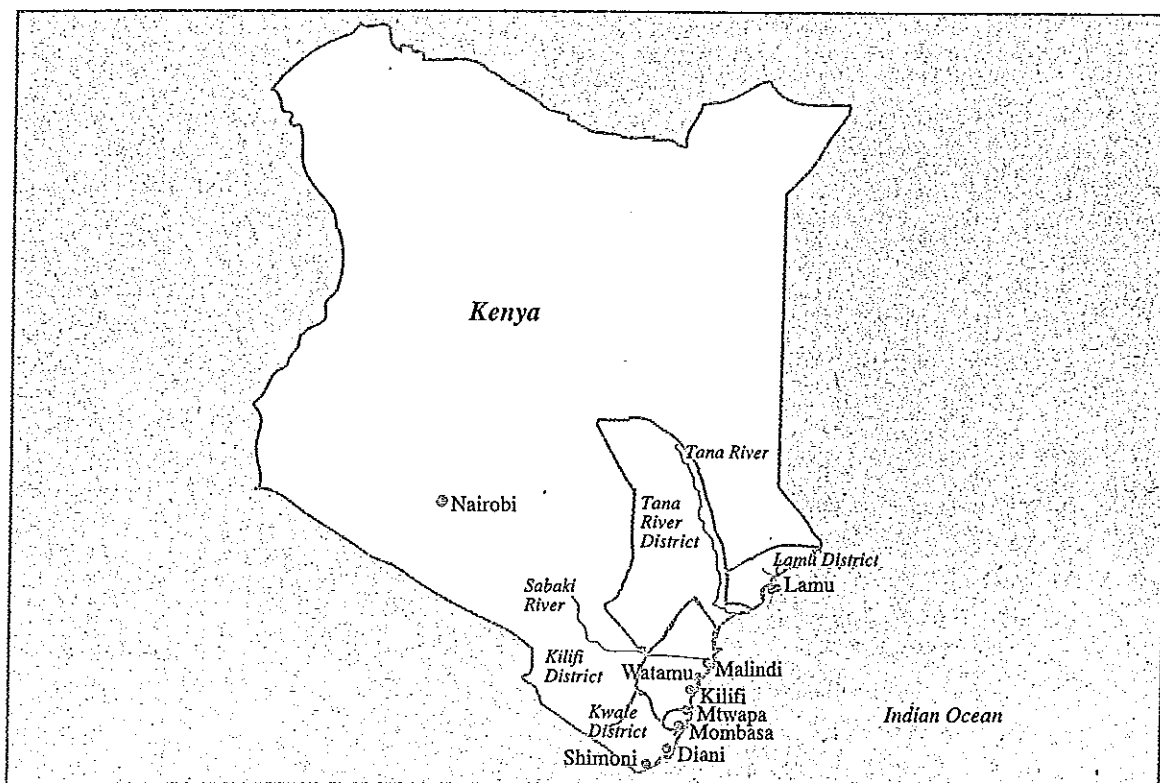 Kenya
Tana River
Nairobi
Tana
River
District
Lamu District
Lamu
Sabaki
River
Kilifi
District
Watamu
Malindi
Kilifi
Mtwapa
Kwale
District
Mombasa
Indian Ocean
Shimoni
Diani